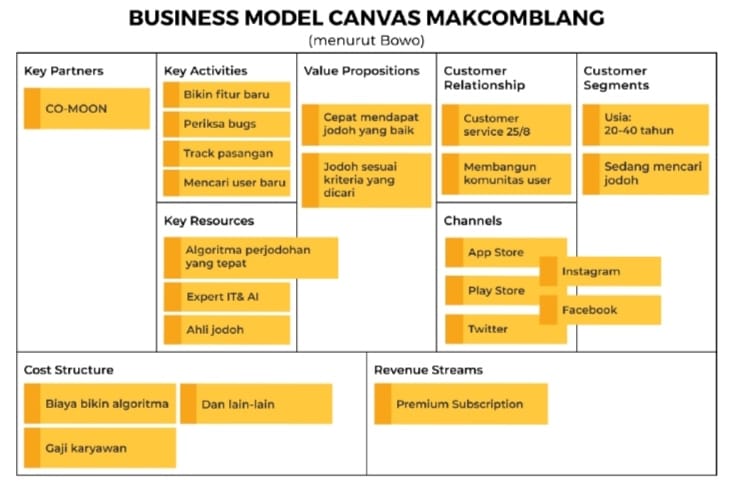 BUSINESS MODEL CANVAS MAKCOMBLANG
(menurut Bowo)
Key Partners
CO-MOON
Key Activities
Bikin fitur baru
Periksa bugs
Track pasangan
Mencari user baru
Key Resources
Algoritma perjodohan
yang tepat
Expert IT& AI
Ahli jodoh
Value Propositions
Cepat mendapat
jodoh yang baik
Jodoh sesuai
kriteria yang
dicari
Customer
Relationship
Customer
service 25/8
Membangun
komunitas user
Channels
App Store
Play Store
Twitter
Instagram
Facebook
Customer
Segments
Usia:
20-40 tahun
Sedang mencari
jodoh
Cost Structure
Biaya bikin algoritma
Dan lain-lain
Gaji karyawan
Revenue Streams
Premium Subscription